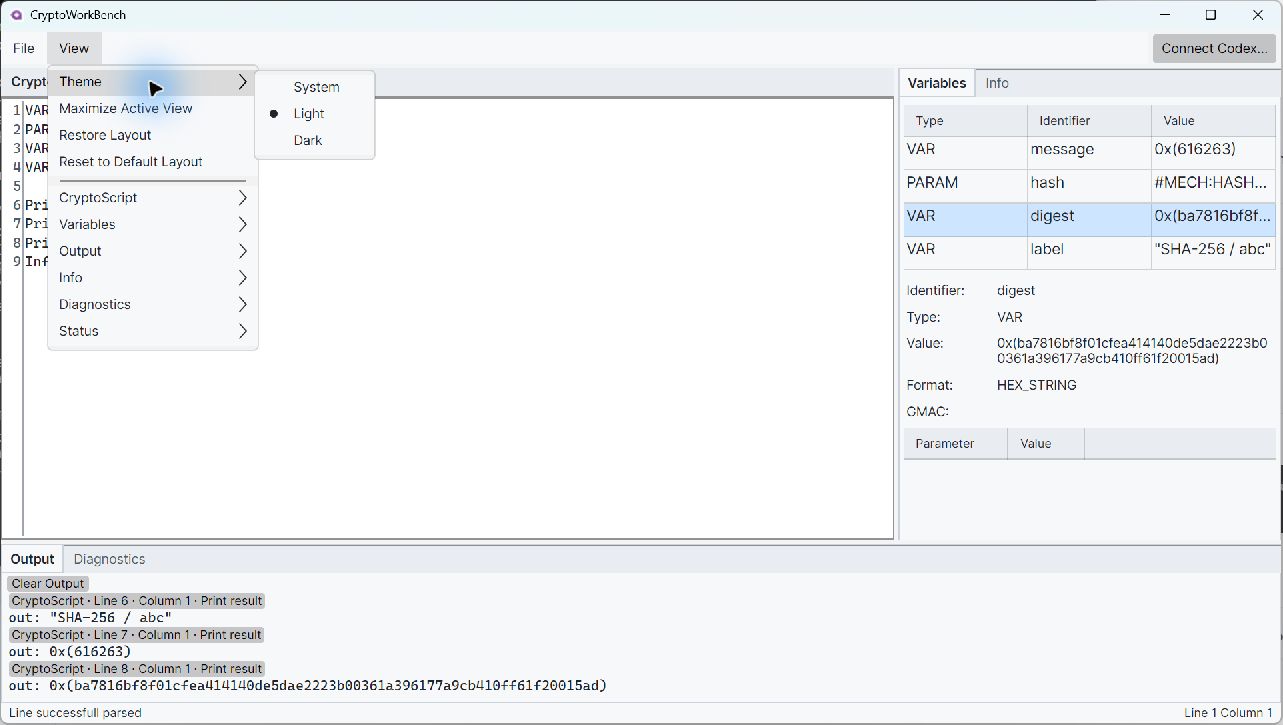 CryptoWorkBench
File View Connect Codex...
Theme
Maximize Active View
Restore Layout
Reset to Default Layout
CryptoScript
Variables
Output
Info
Diagnostics
Status
System
Light
Dark
Crypt
1 VAR
2 PAR
3 VAR
4 VAR
5
6 Pri
7 Pri
8 Pri
9 Inf
Variables Info
Type Identifier Value
VAR message 0x(616263)
PARAM hash #MECH:HASH...
VAR digest 0x(ba7816bf8f...
VAR label "SHA-256 / abc"
Identifier: digest
Type: VAR
Value: 0x(ba7816bf8f01cfea414140de5dae2223b0
0361a396177a9cb410ff61f20015ad)
Format: HEX_STRING
GMAC:
Parameter Value
Output Diagnostics
Clear Output
CryptoScript · Line 6 · Column 1 · Print result
out: "SHA-256 / abc"
CryptoScript · Line 7 · Column 1 · Print result
out: 0x(616263)
CryptoScript · Line 8 · Column 1 · Print result
out: 0x(ba7816bf8f01cfea414140de5dae2223b00361a396177a9cb410ff61f20015ad)
Line successfull parsed Line 1 Column 1